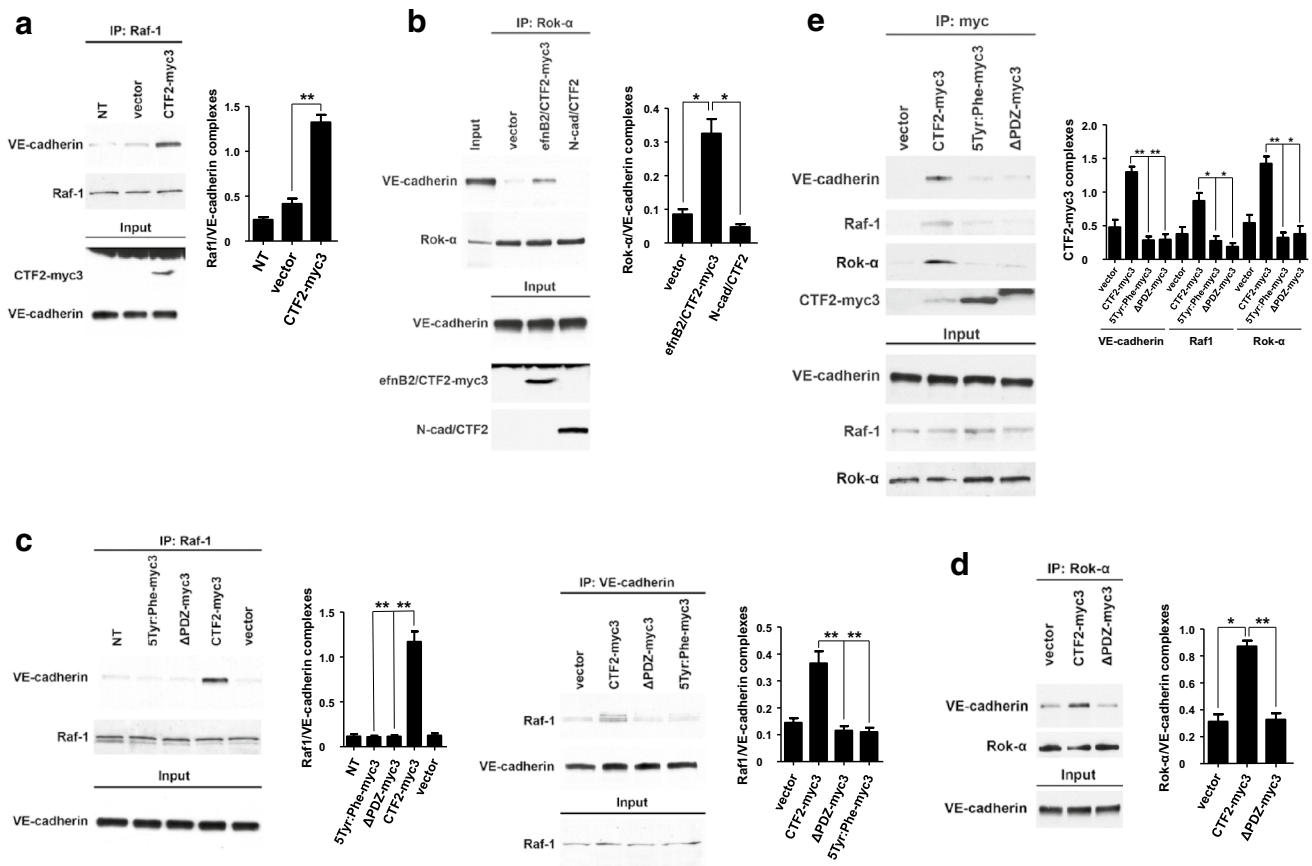 a
IP: Raf-1
NT
vector
CTF2-myc3
VE-cadherin
Raf-1
Input
CTF2-myc3
VE-cadherin
Raf1/VE-cadherin complexes
1.5
1.0
0.5
0
**
NT
vector
CTF2-myc3
b
IP: Rok-α
Input
vector
efnB2/CTF2-myc3
N-cad/CTF2
VE-cadherin
Rok-α
Input
VE-cadherin
efnB2/CTF2-myc3
N-cad/CTF2
Rok-α/VE-cadherin complexes
0.4
0.3
0.2
0.1
0
* *
vector
efnB2/CTF2-myc3
N-cad/CTF2
e
IP: myc
vector
CTF2-myc3
5Tyr:Phe-myc3
ΔPDZ-myc3
VE-cadherin
Raf-1
Rok-α
CTF2-myc3
Input
VE-cadherin
Raf-1
Rok-α
CTF2-myc3 complexes
2.0
1.5
1.0
0.5
0
** **
* *
** *
vector
CTF2-myc3
5Tyr:Phe-myc3
ΔPDZ-myc3
vector
CTF2-myc3
5Tyr:Phe-myc3
ΔPDZ-myc3
vector
CTF2-myc3
5Tyr:Phe-myc3
ΔPDZ-myc3
VE-cadherin Raf1 Rok-α
c
IP: Raf-1
NT
5Tyr:Phe-myc3
ΔPDZ-myc3
CTF2-myc3
vector
VE-cadherin
Raf-1
Input
VE-cadherin
Raf1/VE-cadherin complexes
1.5
1.0
0.5
0
** **
NT
5Tyr:Phe-myc3
ΔPDZ-myc3
CTF2-myc3
vector
IP: VE-cadherin
vector
CTF2-myc3
ΔPDZ-myc3
5Tyr:Phe-myc3
Raf-1
VE-cadherin
Input
Raf-1
Raf1/VE-cadherin complexes
0.5
0.4
0.3
0.2
0.1
0
** **
vector
CTF2-myc3
ΔPDZ-myc3
5Tyr:Phe-myc3
d
IP: Rok-α
vector
CTF2-myc3
ΔPDZ-myc3
VE-cadherin
Rok-α
Input
VE-cadherin
Rok-α/VE-cadherin complexes
1.0
0.8
0.6
0.4
0.2
0
* **
vector
CTF2-myc3
ΔPDZ-myc3